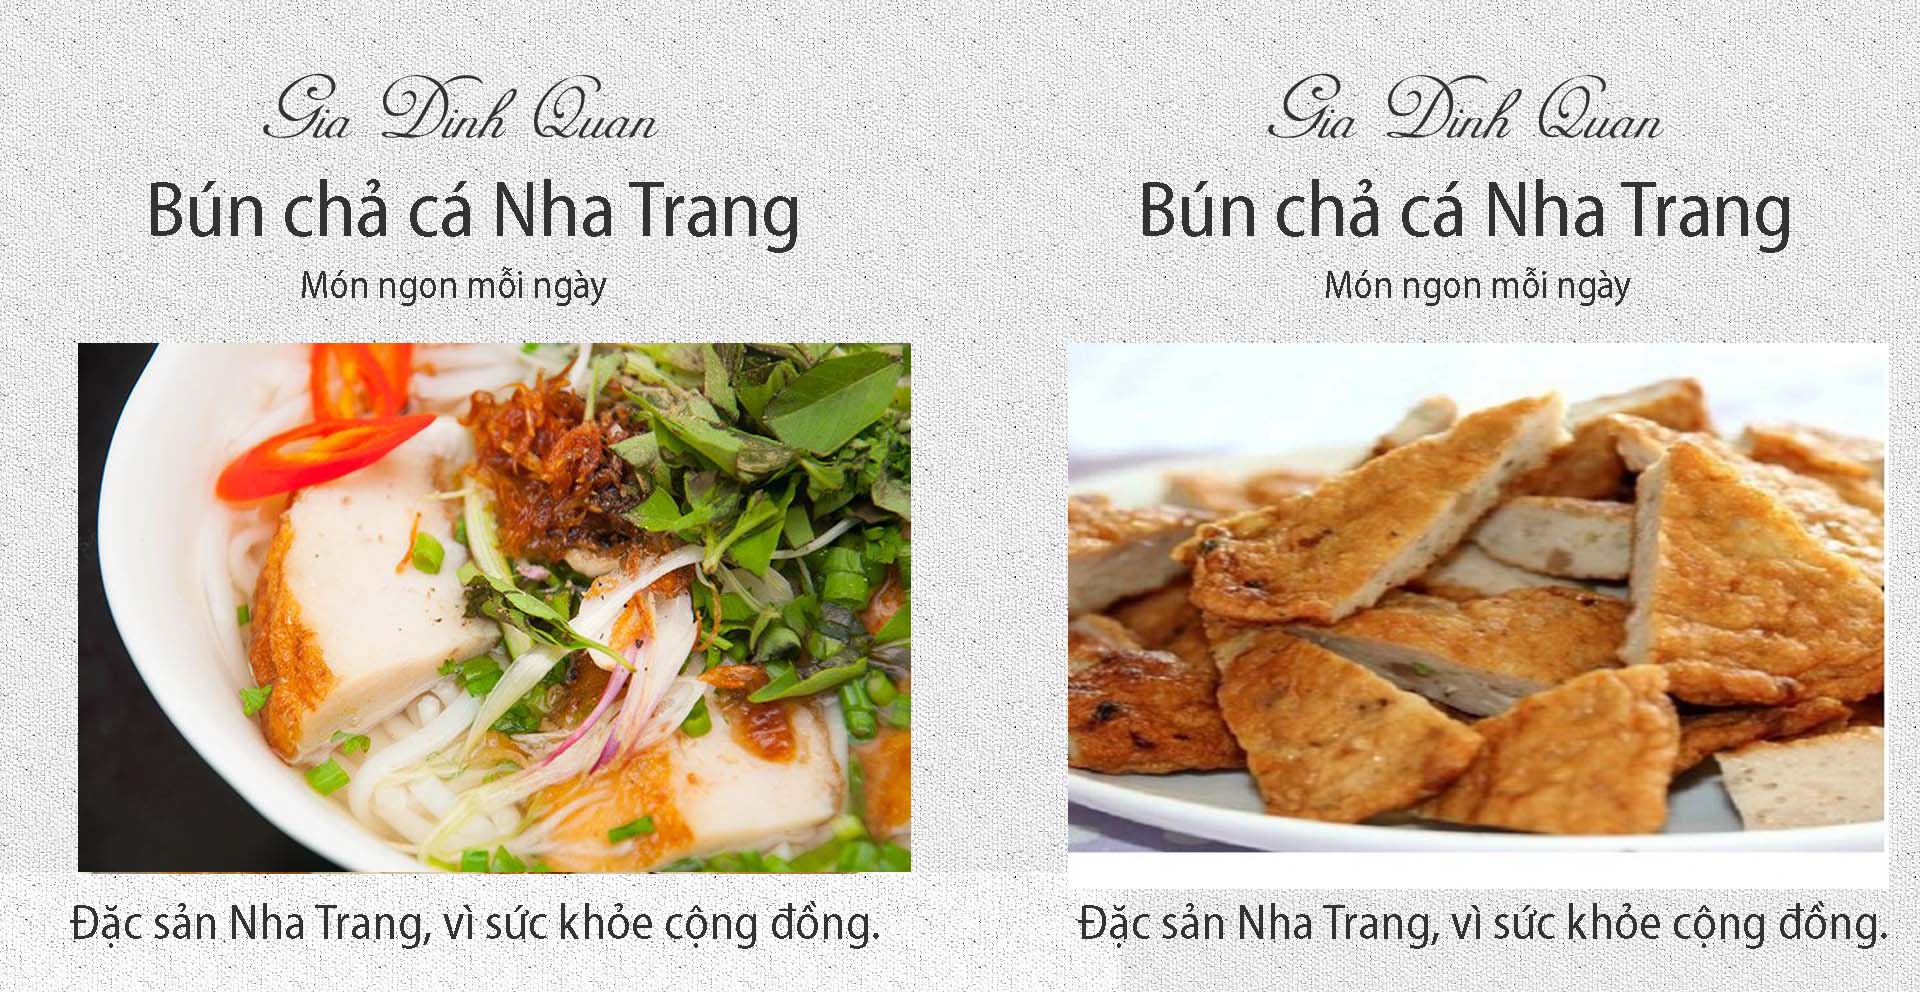 Gia Dinh Quan
Bún chả cá Nha Trang
Món ngon mỗi ngày
Đặc sản Nha Trang, vì sức khỏe cộng đồng.
Gia Dinh Quan
Bún chả cá Nha Trang
Món ngon mỗi ngày
Đặc sản Nha Trang, vì sức khỏe cộng đồng.